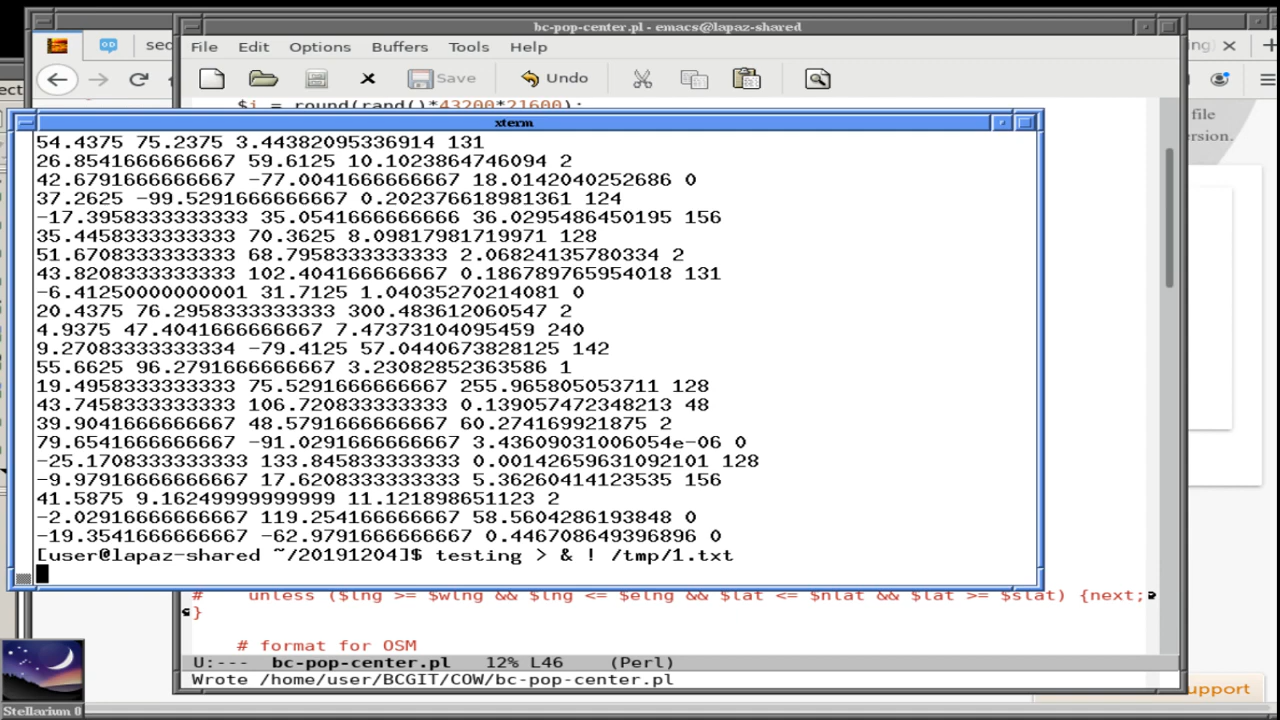 bc-pop-center.pl - emacs@lapaz-shared
sec
ng)
File Edit Options Buffers Tools Help
ect
Save Undo
$i = round(rand()*43200*21600);
file
xterm
rsion.
54.4375 75.2375 3.44382095336914 131
26.8541666666667 59.6125 10.1023864746094 2
42.6791666666667 -77.0041666666667 18.0142040252686 0
37.2625 -99.5291666666667 0.202376618981361 124
-17.3958333333333 35.0541666666666 36.0295486450195 156
35.4458333333333 70.3625 8.09817981719971 128
51.6708333333333 68.7958333333333 2.06824135780334 2
43.8208333333333 102.404166666667 0.186789765954018 131
-6.41250000000001 31.7125 1.04035270214081 0
20.4375 76.2958333333333 300.483612060547 2
4.9375 47.4041666666667 7.47373104095459 240
9.27083333333334 -79.4125 57.0440673828125 142
55.6625 96.2791666666667 3.23082852363586 1
19.4958333333333 75.5291666666667 255.965805053711 128
43.7458333333333 106.720833333333 0.139057472348213 48
39.9041666666667 48.5791666666667 60.274169921875 2
79.6541666666667 -91.0291666666667 3.43609031006054e-06 0
-25.1708333333333 133.845833333333 0.00142659631092101 128
-9.97916666666667 17.6208333333333 5.36260414123535 156
41.5875 9.16249999999999 11.121898651123 2
-2.02916666666667 119.254166666667 58.5604286193848 0
-19.3541666666667 -62.9791666666667 0.446708649396896 0
[user@lapaz-shared ~/20191204]$ testing > & ! /tmp/1.txt
# unless ($lng >= $wlng && $lng <= $elng && $lat <= $nlat && $lat >= $slat) {next;
}
# format for OSM
U:--- bc-pop-center.pl 12% L46 (Perl)
Wrote /home/user/BCGIT/COW/bc-pop-center.pl
upport
Stellarium 0